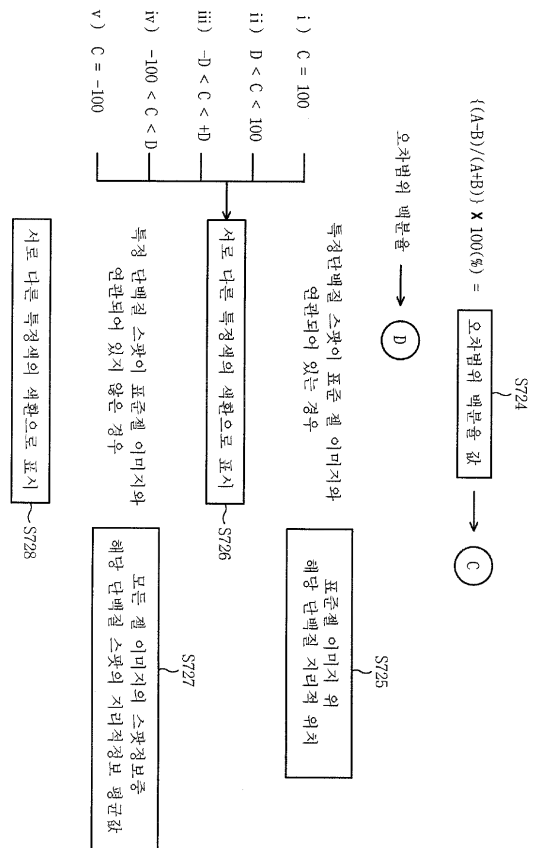 {(A-B)/(A+B)} X 100(%) =
오차범위 백분율 값
S724
C
오차범위 백분율
D
특정단백질 스팟이 표준 젤 이미지와
연관되어 있는 경우
표준젤 이미지 위
해당 단백질 지리적 위치
S725
i ) C = 100
ii ) D < C < 100
iii ) -D < C < +D
iv ) -100 < C < D
v ) C = -100
서로 다른 특정색의 색환으로 표시
S726
특정 단백질 스팟이 표준젤 이미지와
연관되어 있지 않은 경우
모든 젤 이미지의 스팟정보중
해당 단백질 스팟의 지리적정보 평균값
S727
서로 다른 특정색의 색환으로 표시
S728